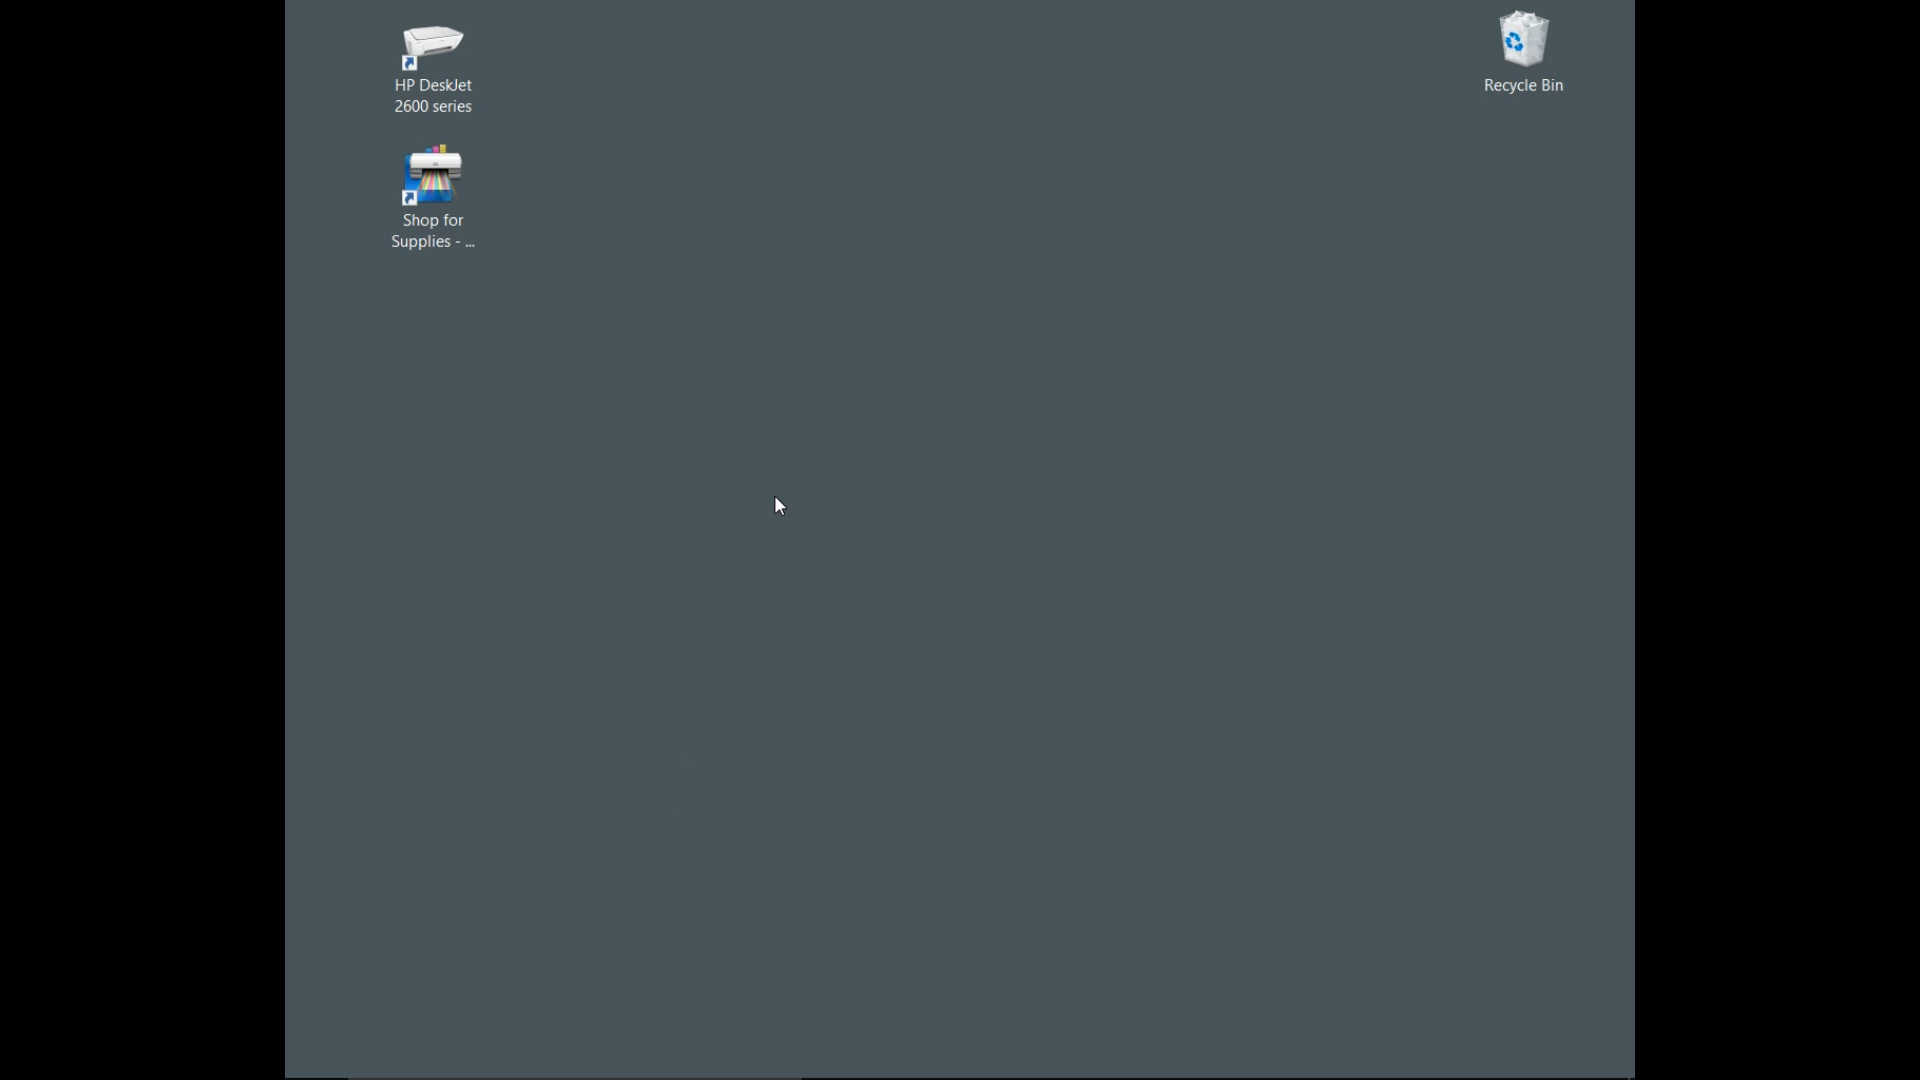 HP DeskJet
2600 series
Recycle Bin
Shop for
Supplies - ...